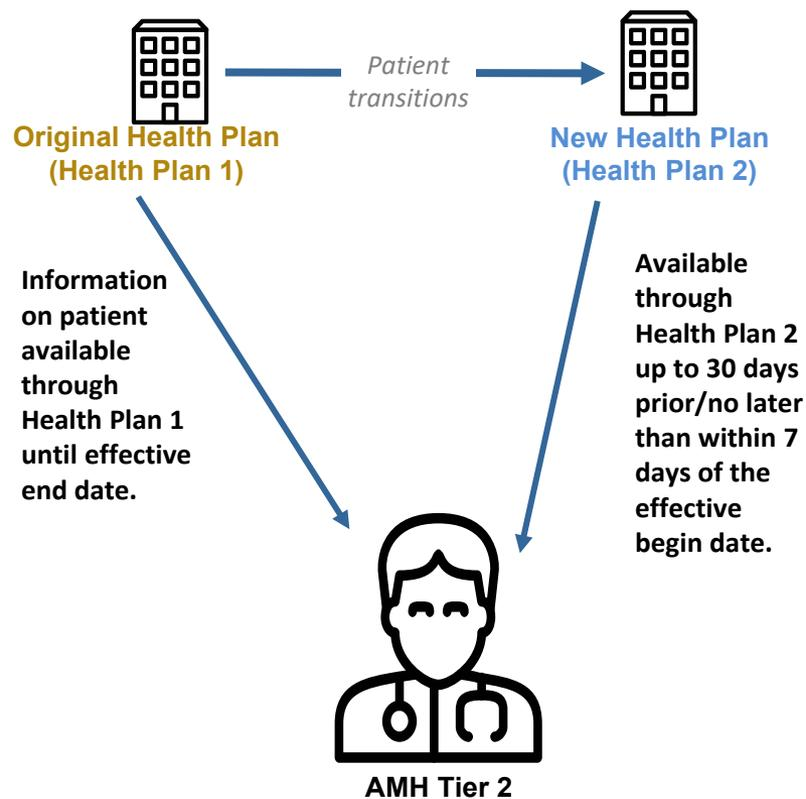 Patient
transitions
Original Health Plan
(Health Plan 1)
New Health Plan
(Health Plan 2)
Information
on patient
available
through
Health Plan 1
until effective
end date.
Available
through
Health Plan 2
up to 30 days
prior/no later
than within 7
days of the
effective
begin date.
AMH Tier 2